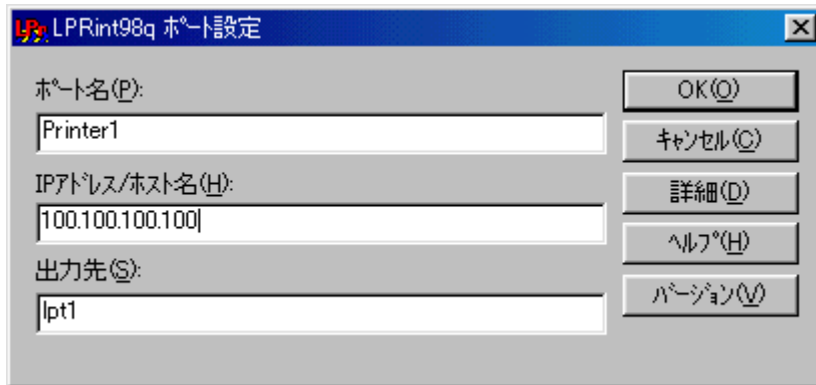 LPRint98q ﾎﾟｰﾄ設定
ﾎﾟｰﾄ名(P):
Printer1
IPｱﾄﾞﾚｽ/ﾎｽﾄ名(H):
100.100.100.100
出力先(S):
lpt1
OK(O)
ｷｬﾝｾﾙ(C)
詳細(D)
ﾍﾙﾌﾟ(H)
ﾊﾞｰｼﾞｮﾝ(V)